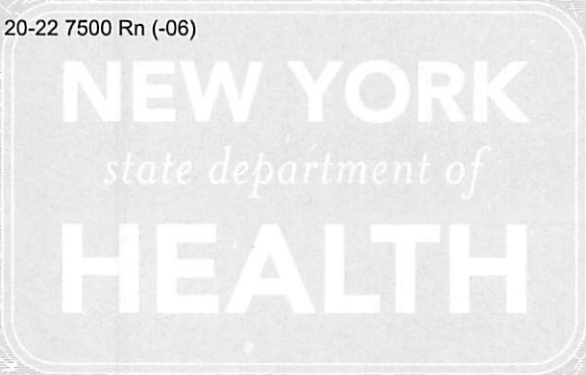 20-22 7500 Rn (-06)
NEW YORK
state department of
HEALTH